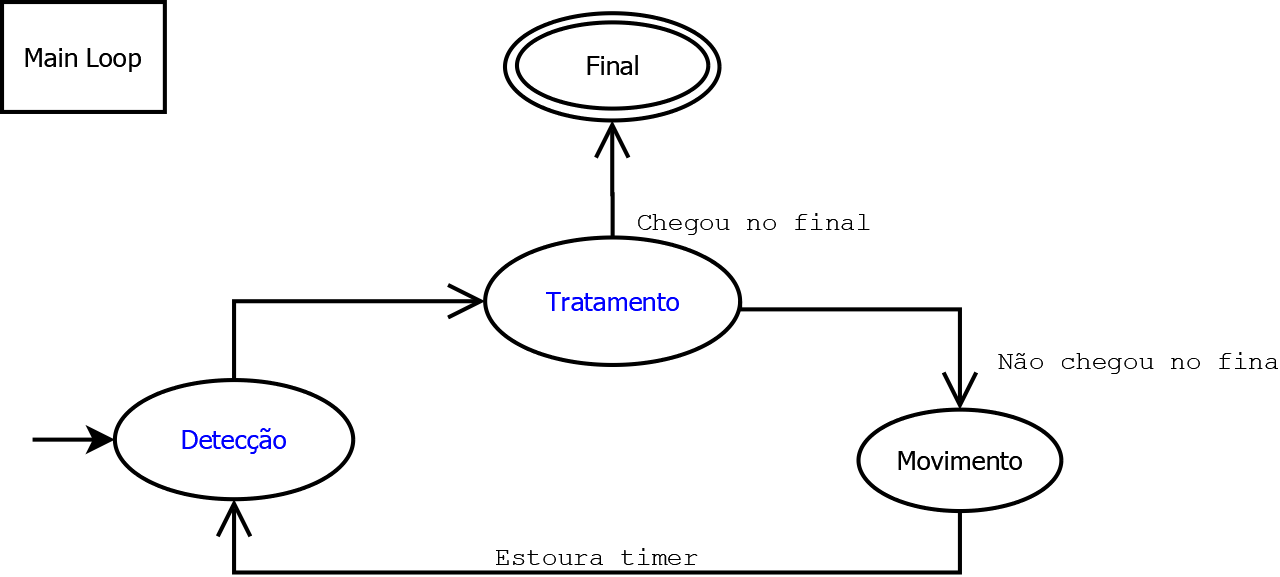 Main Loop
Final
Chegou no final
Tratamento
Não chegou no fina
Detecção
Movimento
Estoura timer